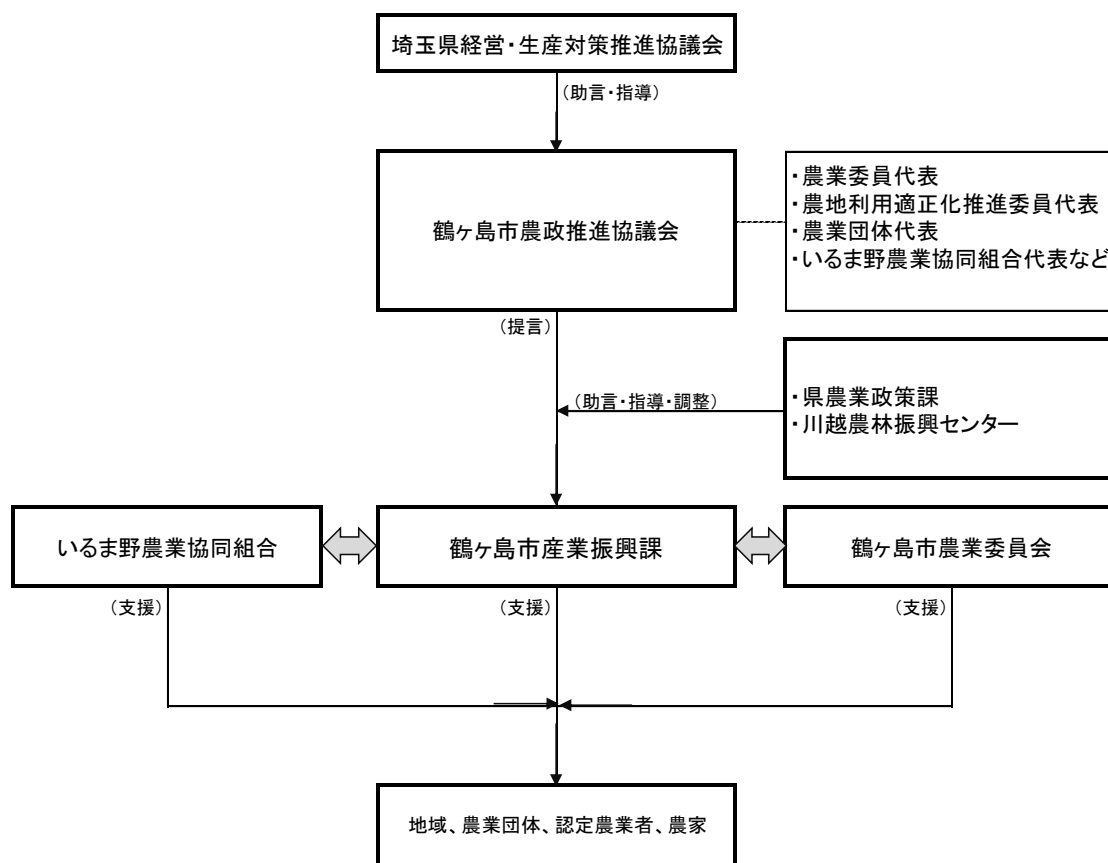 埼玉県経営・生産対策推進協議会
（助言・指導）
鶴ヶ島市農政推進協議会
・農業委員代表
・農地利用適正化推進委員代表
・農業団体代表
・いるま野農業協同組合代表など
（提言）
（助言・指導・調整）
・県農業政策課
・川越農林振興センター
いるま野農業協同組合
鶴ヶ島市産業振興課
鶴ヶ島市農業委員会
（支援）
（支援）
（支援）
地域、農業団体、認定農業者、農家